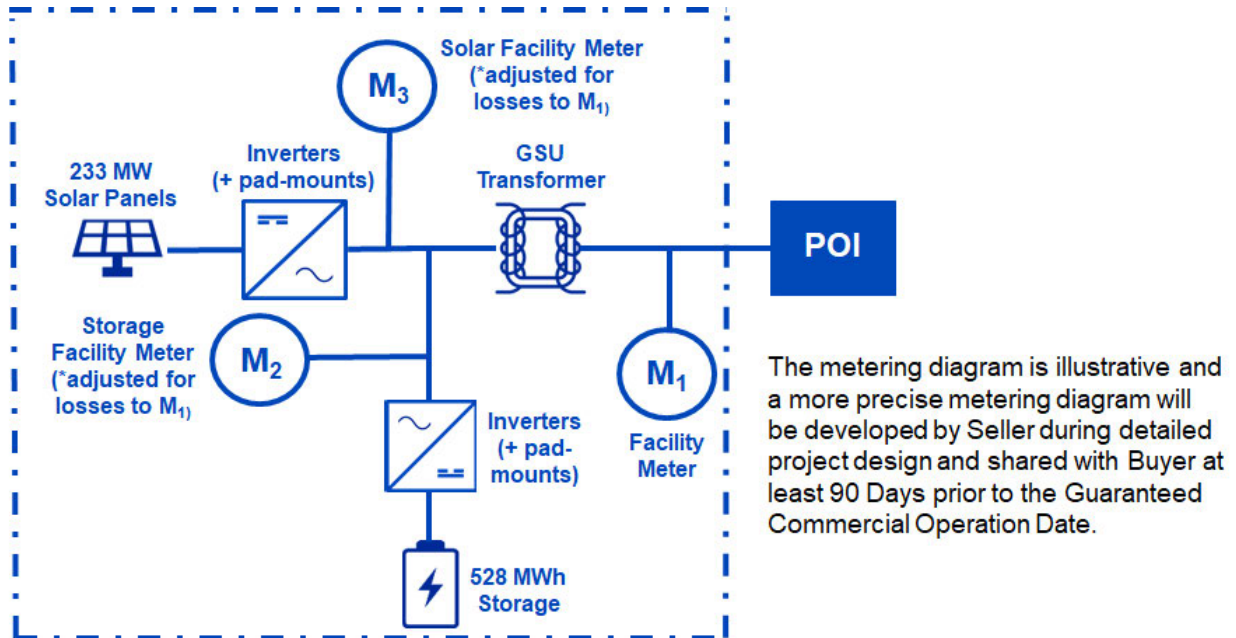 Solar Facility Meter
(*adjusted for
losses to M1)
M3
233 MW
Solar Panels
Inverters
(+ pad-mounts)
GSU
Transformer
POI
Storage
Facility Meter
(*adjusted for
losses to M1)
M2
M1
Facility
Meter
Inverters
(+ pad-
mounts)
528 MWh
Storage
The metering diagram is illustrative and
a more precise metering diagram will
be developed by Seller during detailed
project design and shared with Buyer at
least 90 Days prior to the Guaranteed
Commercial Operation Date.